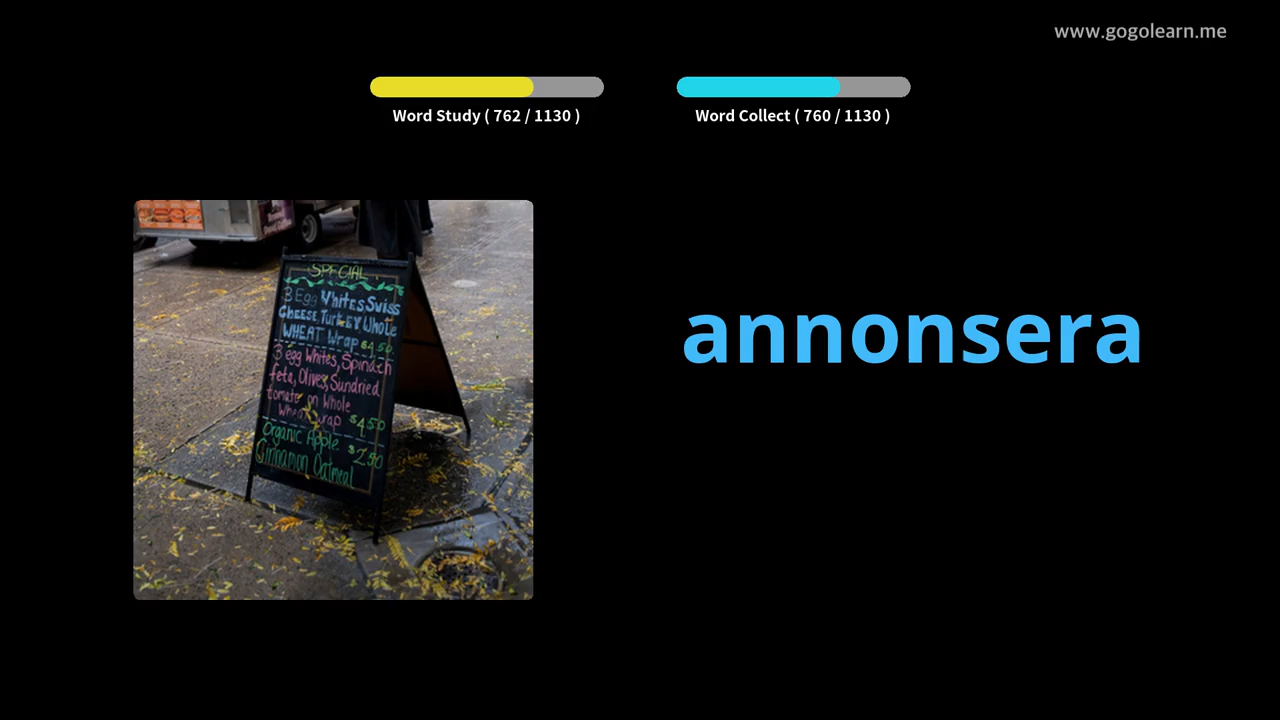 www.gogolearn.me
Word Study ( 762 / 1130 )
Word Collect ( 760 / 1130 )
annonsera
SPECIAL
3 Egg Whites, Swiss
Cheese, Turkey Whole
WHEAT Wrap $4.50
3 egg Whites, Spinach
feta, Olives, Sundried
tomato on Whole
Wheat Wrap $4.50
Organic Apple
Cinnamon Oatmeal $2.50